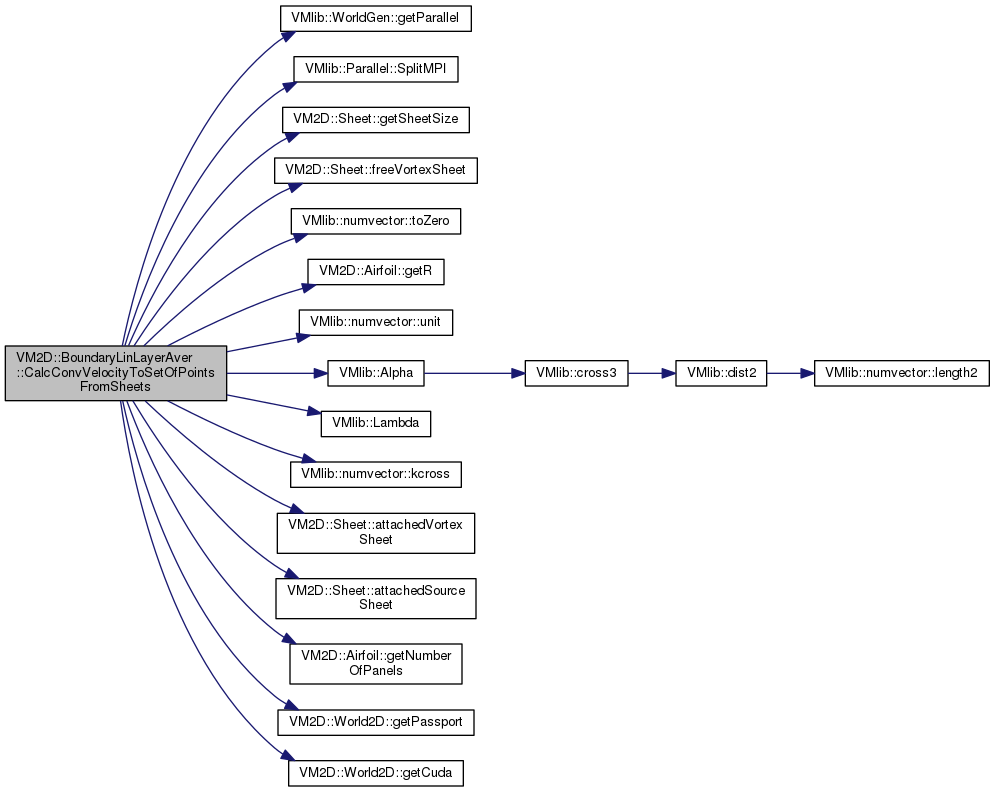 VMlib::WorldGen::getParallel
VMlib::Parallel::SplitMPI
VM2D::Sheet::getSheetSize
VM2D::Sheet::freeVortexSheet
VMlib::numvector::toZero
VM2D::Airfoil::getR
VMlib::numvector::unit
VM2D::BoundaryLinLayerAver
::CalcConvVelocityToSetOfPoints
FromSheets
VMlib::Alpha
VMlib::cross3
VMlib::dist2
VMlib::numvector::length2
VMlib::Lambda
VMlib::numvector::kcross
VM2D::Sheet::attachedVortex
Sheet
VM2D::Sheet::attachedSource
Sheet
VM2D::Airfoil::getNumber
OfPanels
VM2D::World2D::getPassport
VM2D::World2D::getCuda